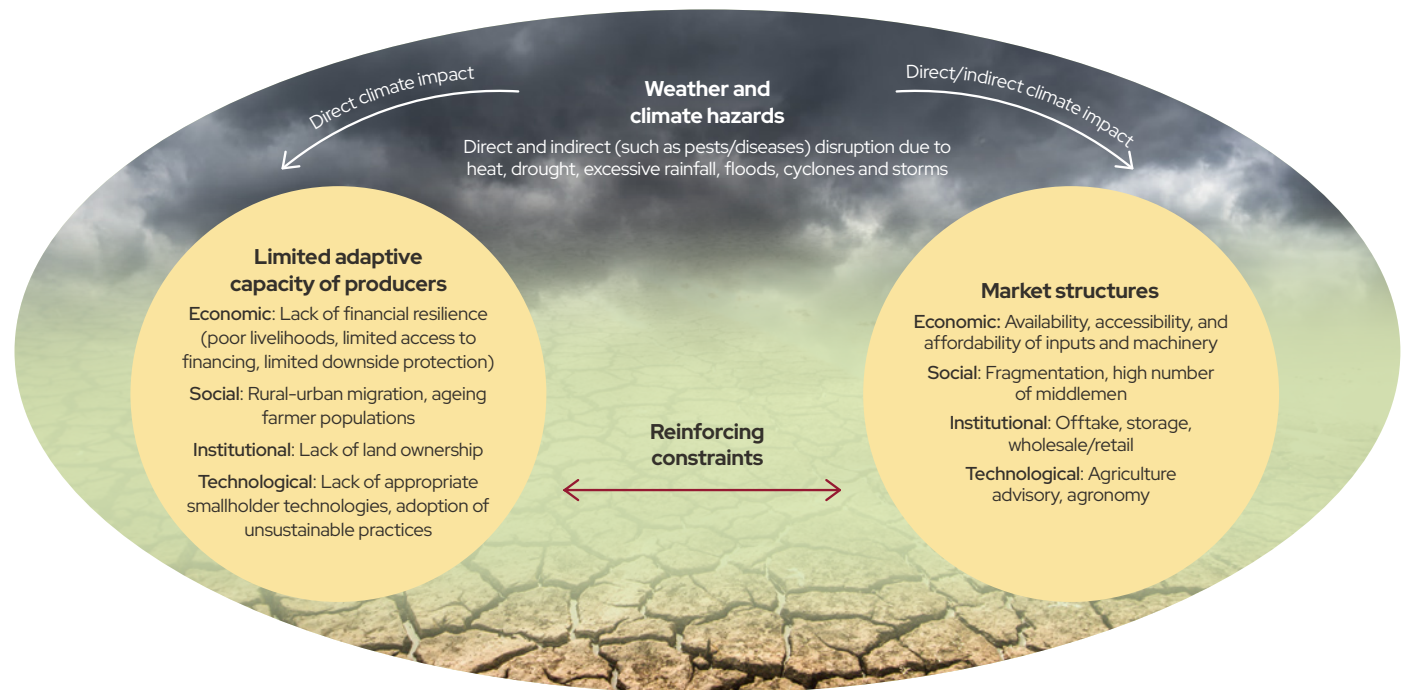 Direct climate impact
Weather and
climate hazards
Direct and indirect (such as pests/diseases) disruption due to
heat, drought, excessive rainfall, floods, cyclones and storms
Direct/indirect climate impact
Limited adaptive
capacity of producers
Economic: Lack of financial resilience
(poor livelihoods, limited access to
financing, limited downside protection)
Social: Rural-urban migration, ageing
farmer populations
Institutional: Lack of land ownership
Technological: Lack of appropriate
smallholder technologies, adoption of
unsustainable practices
Reinforcing
constraints
Market structures
Economic: Availability, accessibility, and
affordability of inputs and machinery
Social: Fragmentation, high number
of middlemen
Institutional: Offtake, storage,
wholesale/retail
Technological: Agriculture
advisory, agronomy